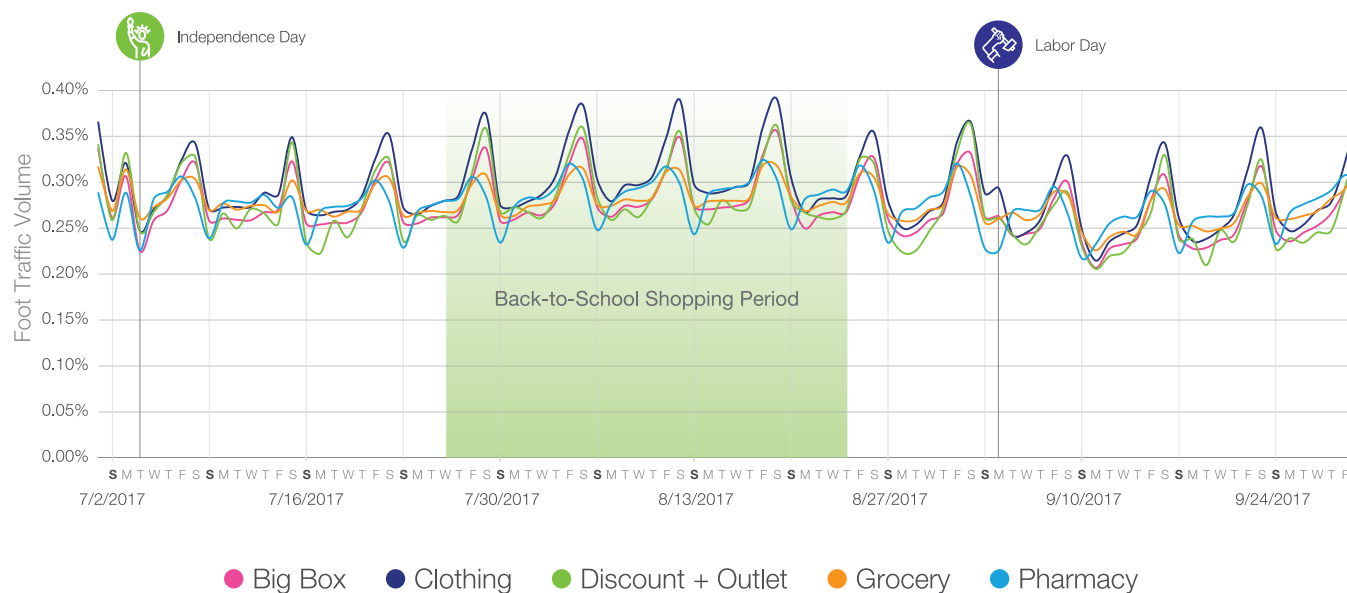 Independence Day
Labor Day
0.40%
0.35%
0.30%
0.25%
0.20%
0.15%
0.10%
0.05%
0.00%
Foot Traffic Volume
Back-to-School Shopping Period
S M T W T F S S M T W T F S S M T W T F S S M T W T F S S M T W T F S S M T W T F S S M T W T F S S M T W T F S S M T W T F S S M T W T F S S M T W T F S S M T W T F S S M T W T F
7/2/2017 7/16/2017 7/30/2017 8/13/2017 8/27/2017 9/10/2017 9/24/2017
Big Box Clothing Discount + Outlet Grocery Pharmacy